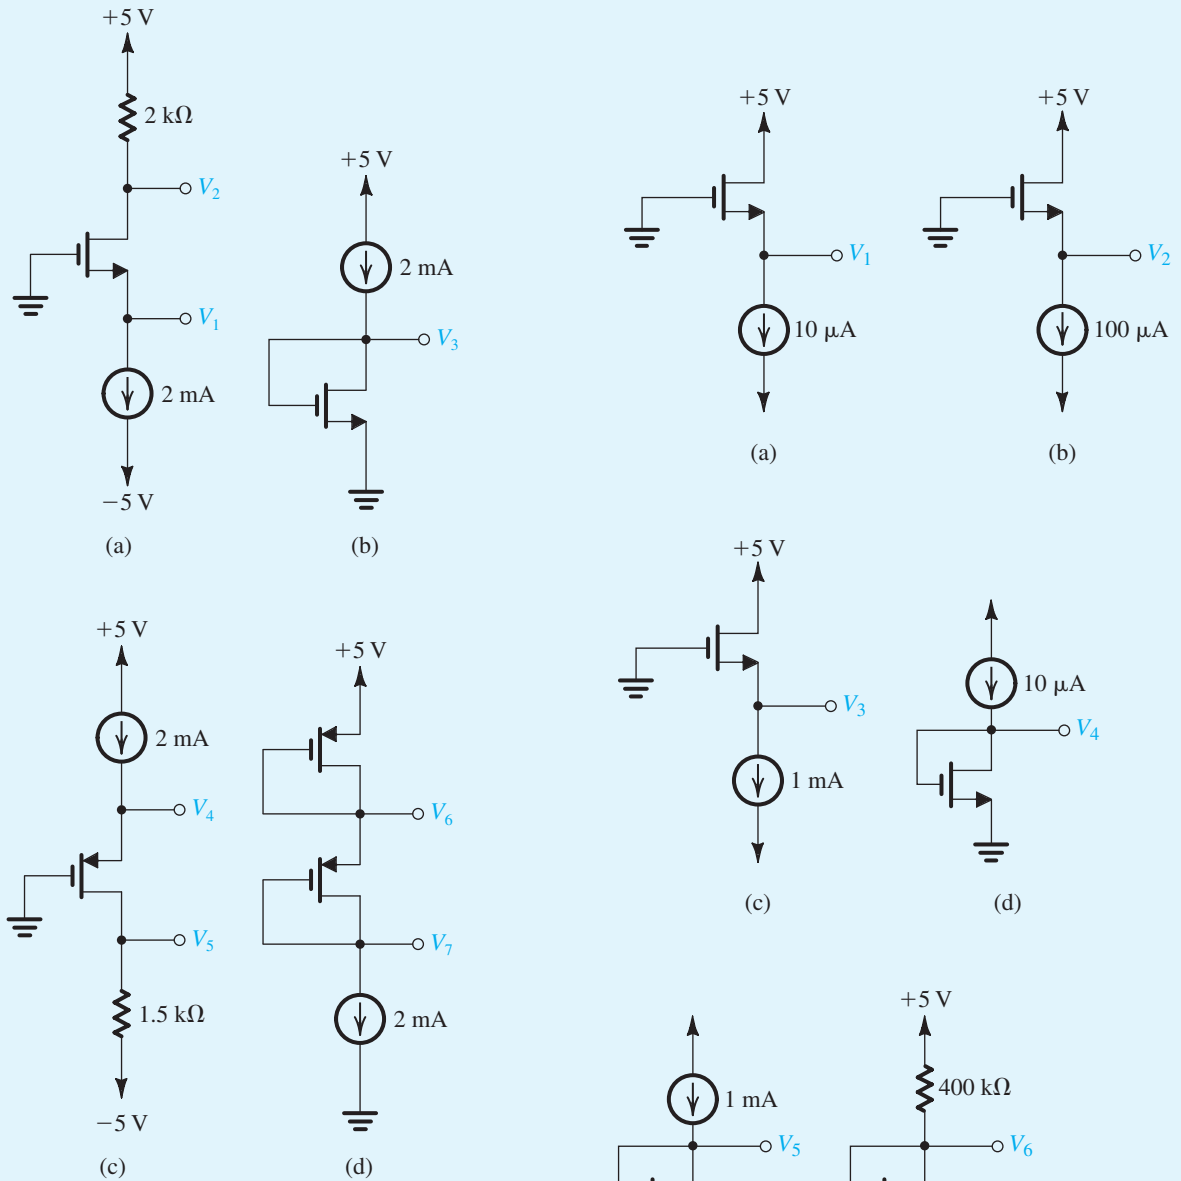 +5 V
2 kΩ
V2
V1
2 mA
−5 V
(a)
+5 V
2 mA
V3
(b)
+5 V
2 mA
V4
V5
1.5 kΩ
−5 V
(c)
+5 V
V6
V7
2 mA
(d)
+5 V
V1
10 μA
(a)
+5 V
V2
100 μA
(b)
+5 V
V3
1 mA
(c)
10 μA
V4
(d)
1 mA
V5
+5 V
400 kΩ
V6